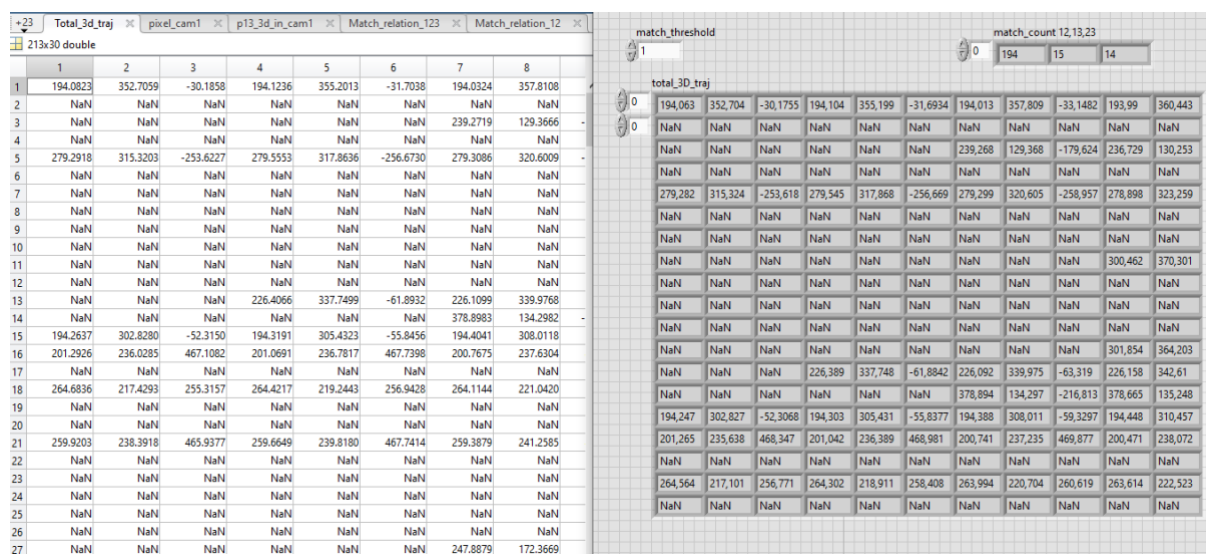 +23 Total_3d_traj × pixel_cam1 × p13_3d_in_cam1 × Match_relation_123 × Match_relation_12 ×
213x30 double
1 2 3 4 5 6 7 8
1 194.0823 352.7059 -30.1858 194.1236 355.2013 -31.7038 194.0324 357.8108
2 NaN NaN NaN NaN NaN NaN NaN NaN
3 NaN NaN NaN NaN NaN NaN 239.2719 129.3666 -
4 NaN NaN NaN NaN NaN NaN NaN NaN
5 279.2918 315.3203 -253.6227 279.5553 317.8636 -256.6730 279.3086 320.6009 -
6 NaN NaN NaN NaN NaN NaN NaN NaN
7 NaN NaN NaN NaN NaN NaN NaN NaN
8 NaN NaN NaN NaN NaN NaN NaN NaN
9 NaN NaN NaN NaN NaN NaN NaN NaN
10 NaN NaN NaN NaN NaN NaN NaN NaN
11 NaN NaN NaN NaN NaN NaN NaN NaN
12 NaN NaN NaN NaN NaN NaN NaN NaN
13 NaN NaN NaN 226.4066 337.7499 -61.8932 226.1099 339.9768
14 NaN NaN NaN NaN NaN NaN 378.8983 134.2982 -
15 194.2637 302.8280 -52.3150 194.3191 305.4323 -55.8456 194.4041 308.0118
16 201.2926 236.0285 467.1082 201.0691 236.7817 467.7398 200.7675 237.6304
17 NaN NaN NaN NaN NaN NaN NaN NaN
18 264.6836 217.4293 255.3157 264.4217 219.2443 256.9428 264.1144 221.0420
19 NaN NaN NaN NaN NaN NaN NaN NaN
20 NaN NaN NaN NaN NaN NaN NaN NaN
21 259.9203 238.3918 465.9377 259.6649 239.8180 467.7414 259.3879 241.2585
22 NaN NaN NaN NaN NaN NaN NaN NaN
23 NaN NaN NaN NaN NaN NaN NaN NaN
24 NaN NaN NaN NaN NaN NaN NaN NaN
25 NaN NaN NaN NaN NaN NaN NaN NaN
26 NaN NaN NaN NaN NaN NaN NaN NaN
27 NaN NaN NaN NaN NaN NaN 247.8879 172.3669
match_threshold
1
match_count 12,13,23
0 194 15 14
total_3D_traj
0 194,063 352,704 -30,1755 194,104 355,199 -31,6934 194,013 357,809 -33,1482 193,99 360,443
0 NaN NaN NaN NaN NaN NaN NaN NaN NaN NaN
NaN NaN NaN NaN NaN NaN 239,268 129,368 -179,624 236,729 130,253
NaN NaN NaN NaN NaN NaN NaN NaN NaN NaN NaN
279,282 315,324 -253,618 279,545 317,868 -256,669 279,299 320,605 -258,957 278,898 323,259
NaN NaN NaN NaN NaN NaN NaN NaN NaN NaN NaN
NaN NaN NaN NaN NaN NaN NaN NaN NaN NaN NaN
NaN NaN NaN NaN NaN NaN NaN NaN NaN 300,462 370,301
NaN NaN NaN NaN NaN NaN NaN NaN NaN NaN NaN
NaN NaN NaN NaN NaN NaN NaN NaN NaN NaN NaN
NaN NaN NaN NaN NaN NaN NaN NaN NaN 301,854 364,203
NaN NaN NaN 226,389 337,748 -61,8842 226,092 339,975 -63,319 226,158 342,61
NaN NaN NaN NaN NaN NaN 378,894 134,297 -216,813 378,665 135,248
194,247 302,827 -52,3068 194,303 305,431 -55,8377 194,388 308,011 -59,3297 194,448 310,457
201,265 235,638 468,347 201,042 236,389 468,981 200,741 237,235 469,877 200,471 238,072
NaN NaN NaN NaN NaN NaN NaN NaN NaN NaN NaN
264,564 217,101 256,771 264,302 218,911 258,408 263,994 220,704 260,619 263,614 222,523
NaN NaN NaN NaN NaN NaN NaN NaN NaN NaN NaN